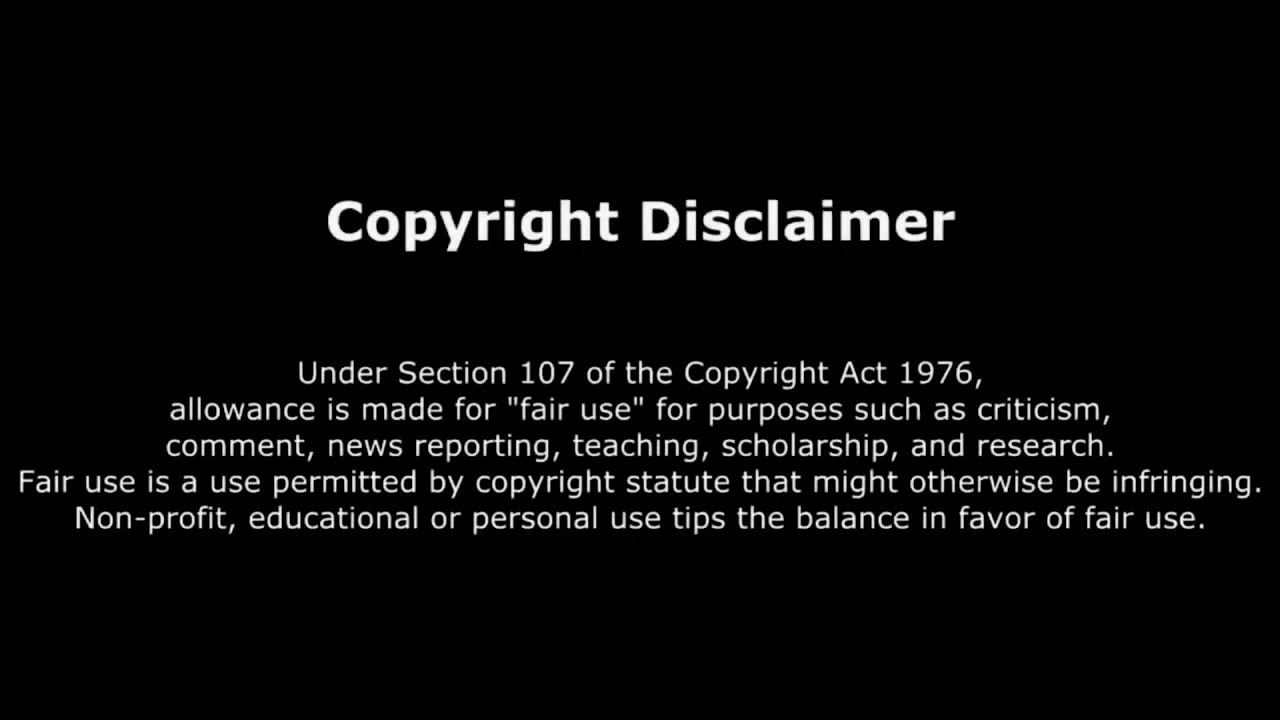 Copyright Disclaimer
Under Section 107 of the Copyright Act 1976,
allowance is made for "fair use" for purposes such as criticism,
comment, news reporting, teaching, scholarship, and research.
Fair use is a use permitted by copyright statute that might otherwise be infringing.
Non-profit, educational or personal use tips the balance in favor of fair use.